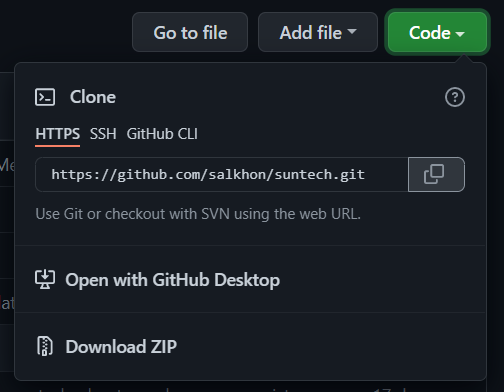 Go to file Add file Code
Clone
HTTPS SSH GitHub CLI
https://github.com/salkhon/suntech.git
Use Git or checkout with SVN using the web URL.
Open with GitHub Desktop
Download ZIP